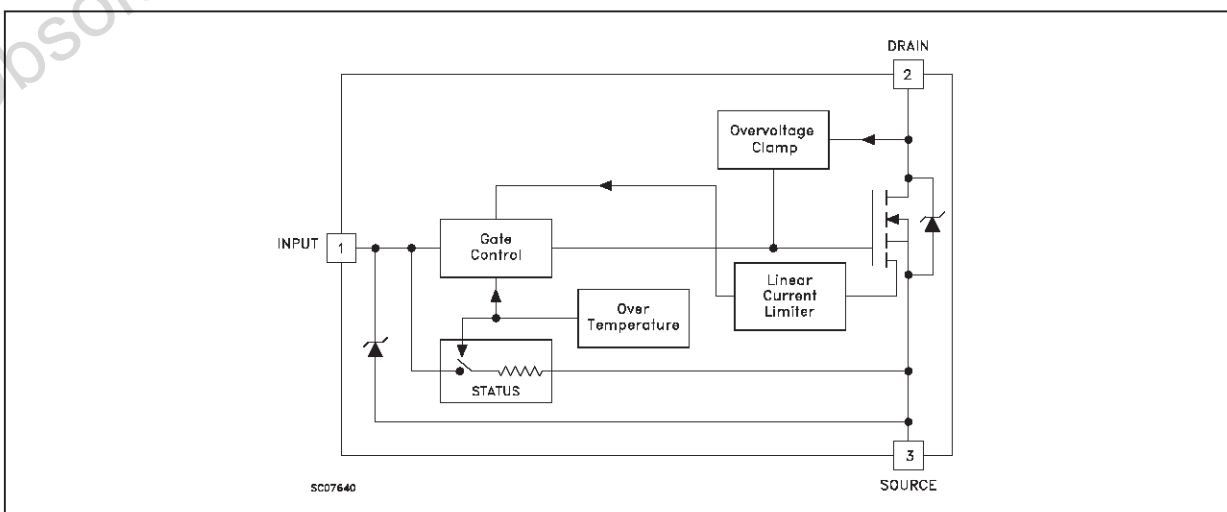 DRAIN
2
Overvoltage
Clamp
INPUT
1
Gate
Control
Linear
Current
Limiter
Over
Temperature
STATUS
3
SOURCE
SC07640